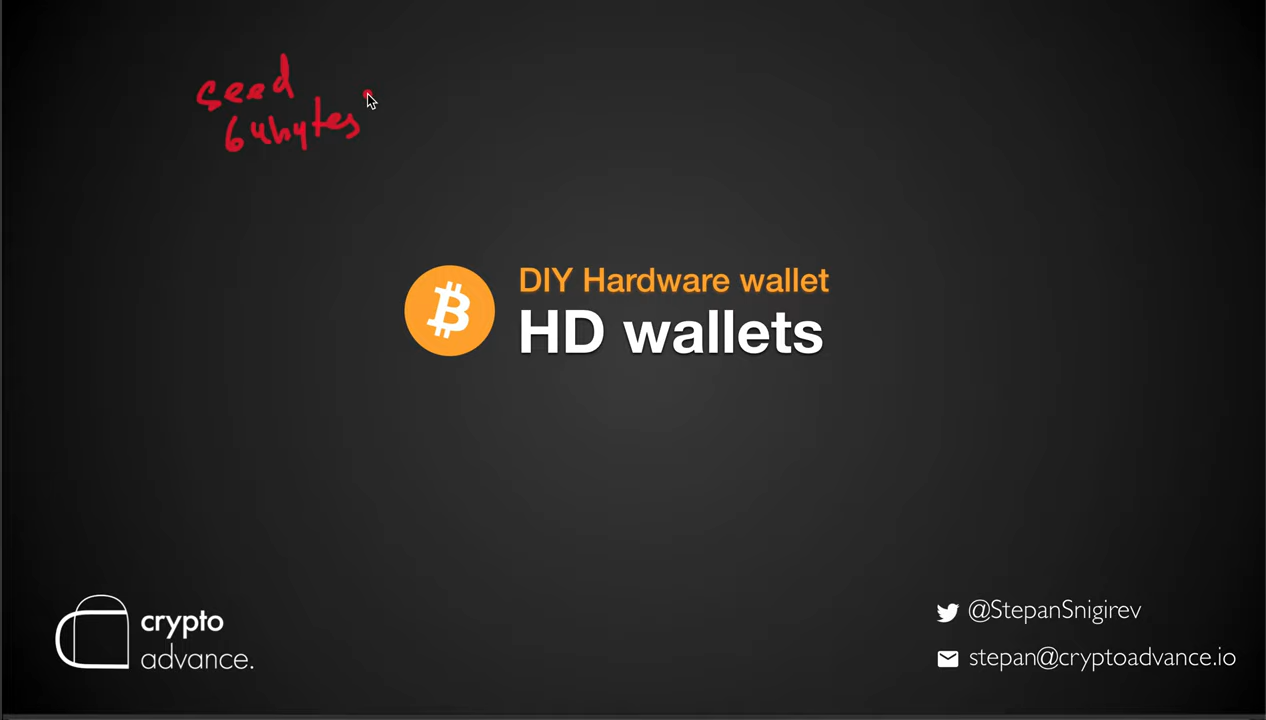 seed
64bytes
DIY Hardware wallet
HD wallets
crypto
advance.
@StepanSnigirev
stepan@cryptoadvance.io